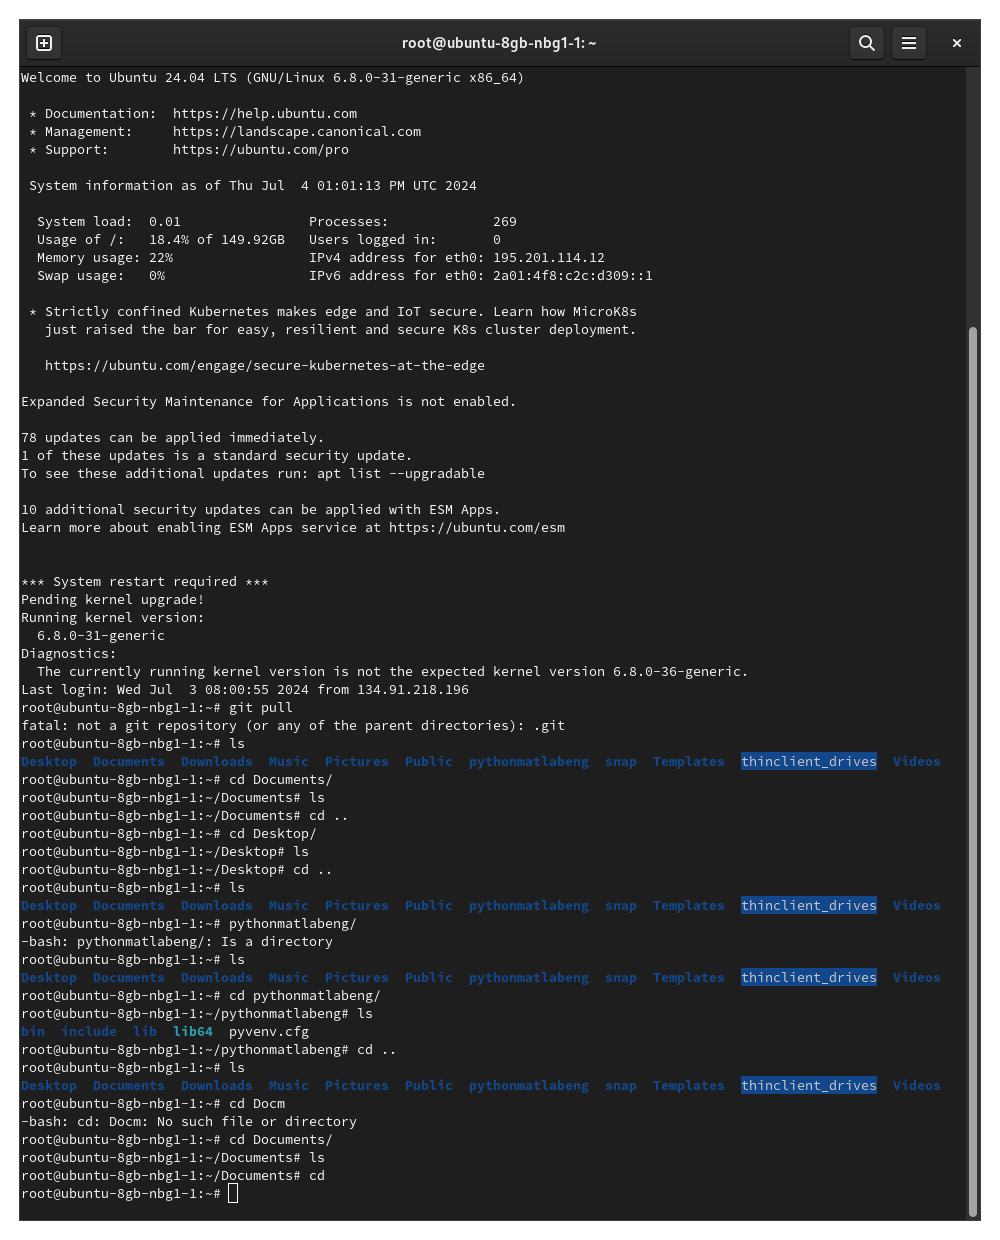 root@ubuntu-8gb-nbg1-1: ~
Welcome to Ubuntu 24.04 LTS (GNU/Linux 6.8.0-31-generic x86_64)
* Documentation:  https://help.ubuntu.com
* Management:     https://landscape.canonical.com
* Support:        https://ubuntu.com/pro
System information as of Thu Jul  4 01:01:13 PM UTC 2024
System load:  0.01                Processes:             269
Usage of /:   18.4% of 149.92GB   Users logged in:       0
Memory usage: 22%                 IPv4 address for eth0: 195.201.114.12
Swap usage:   0%                  IPv6 address for eth0: 2a01:4f8:c2c:d309::1
* Strictly confined Kubernetes makes edge and IoT secure. Learn how MicroK8s
just raised the bar for easy, resilient and secure K8s cluster deployment.
https://ubuntu.com/engage/secure-kubernetes-at-the-edge
Expanded Security Maintenance for Applications is not enabled.
78 updates can be applied immediately.
1 of these updates is a standard security update.
To see these additional updates run: apt list --upgradable
10 additional security updates can be applied with ESM Apps.
Learn more about enabling ESM Apps service at https://ubuntu.com/esm
*** System restart required ***
Pending kernel upgrade!
Running kernel version:
6.8.0-31-generic
Diagnostics:
The currently running kernel version is not the expected kernel version 6.8.0-36-generic.
Last login: Wed Jul  3 08:00:55 2024 from 134.91.218.196
root@ubuntu-8gb-nbg1-1:~# git pull
fatal: not a git repository (or any of the parent directories): .git
root@ubuntu-8gb-nbg1-1:~# ls
Desktop  Documents  Downloads  Music  Pictures  Public  pythonmatlabeng  snap  Templates  thinclient_drives  Videos
root@ubuntu-8gb-nbg1-1:~# cd Documents/
root@ubuntu-8gb-nbg1-1:~/Documents# ls
root@ubuntu-8gb-nbg1-1:~/Documents# cd ..
root@ubuntu-8gb-nbg1-1:~# cd Desktop/
root@ubuntu-8gb-nbg1-1:~/Desktop# ls
root@ubuntu-8gb-nbg1-1:~/Desktop# cd ..
root@ubuntu-8gb-nbg1-1:~# ls
Desktop  Documents  Downloads  Music  Pictures  Public  pythonmatlabeng  snap  Templates  thinclient_drives  Videos
root@ubuntu-8gb-nbg1-1:~# pythonmatlabeng/
-bash: pythonmatlabeng/: Is a directory
root@ubuntu-8gb-nbg1-1:~# ls
Desktop  Documents  Downloads  Music  Pictures  Public  pythonmatlabeng  snap  Templates  thinclient_drives  Videos
root@ubuntu-8gb-nbg1-1:~# cd pythonmatlabeng/
root@ubuntu-8gb-nbg1-1:~/pythonmatlabeng# ls
bin  include  lib  lib64  pyvenv.cfg
root@ubuntu-8gb-nbg1-1:~/pythonmatlabeng# cd ..
root@ubuntu-8gb-nbg1-1:~# ls
Desktop  Documents  Downloads  Music  Pictures  Public  pythonmatlabeng  snap  Templates  thinclient_drives  Videos
root@ubuntu-8gb-nbg1-1:~# cd Docm
-bash: cd: Docm: No such file or directory
root@ubuntu-8gb-nbg1-1:~# cd Documents/
root@ubuntu-8gb-nbg1-1:~/Documents# ls
root@ubuntu-8gb-nbg1-1:~/Documents# cd
root@ubuntu-8gb-nbg1-1:~#